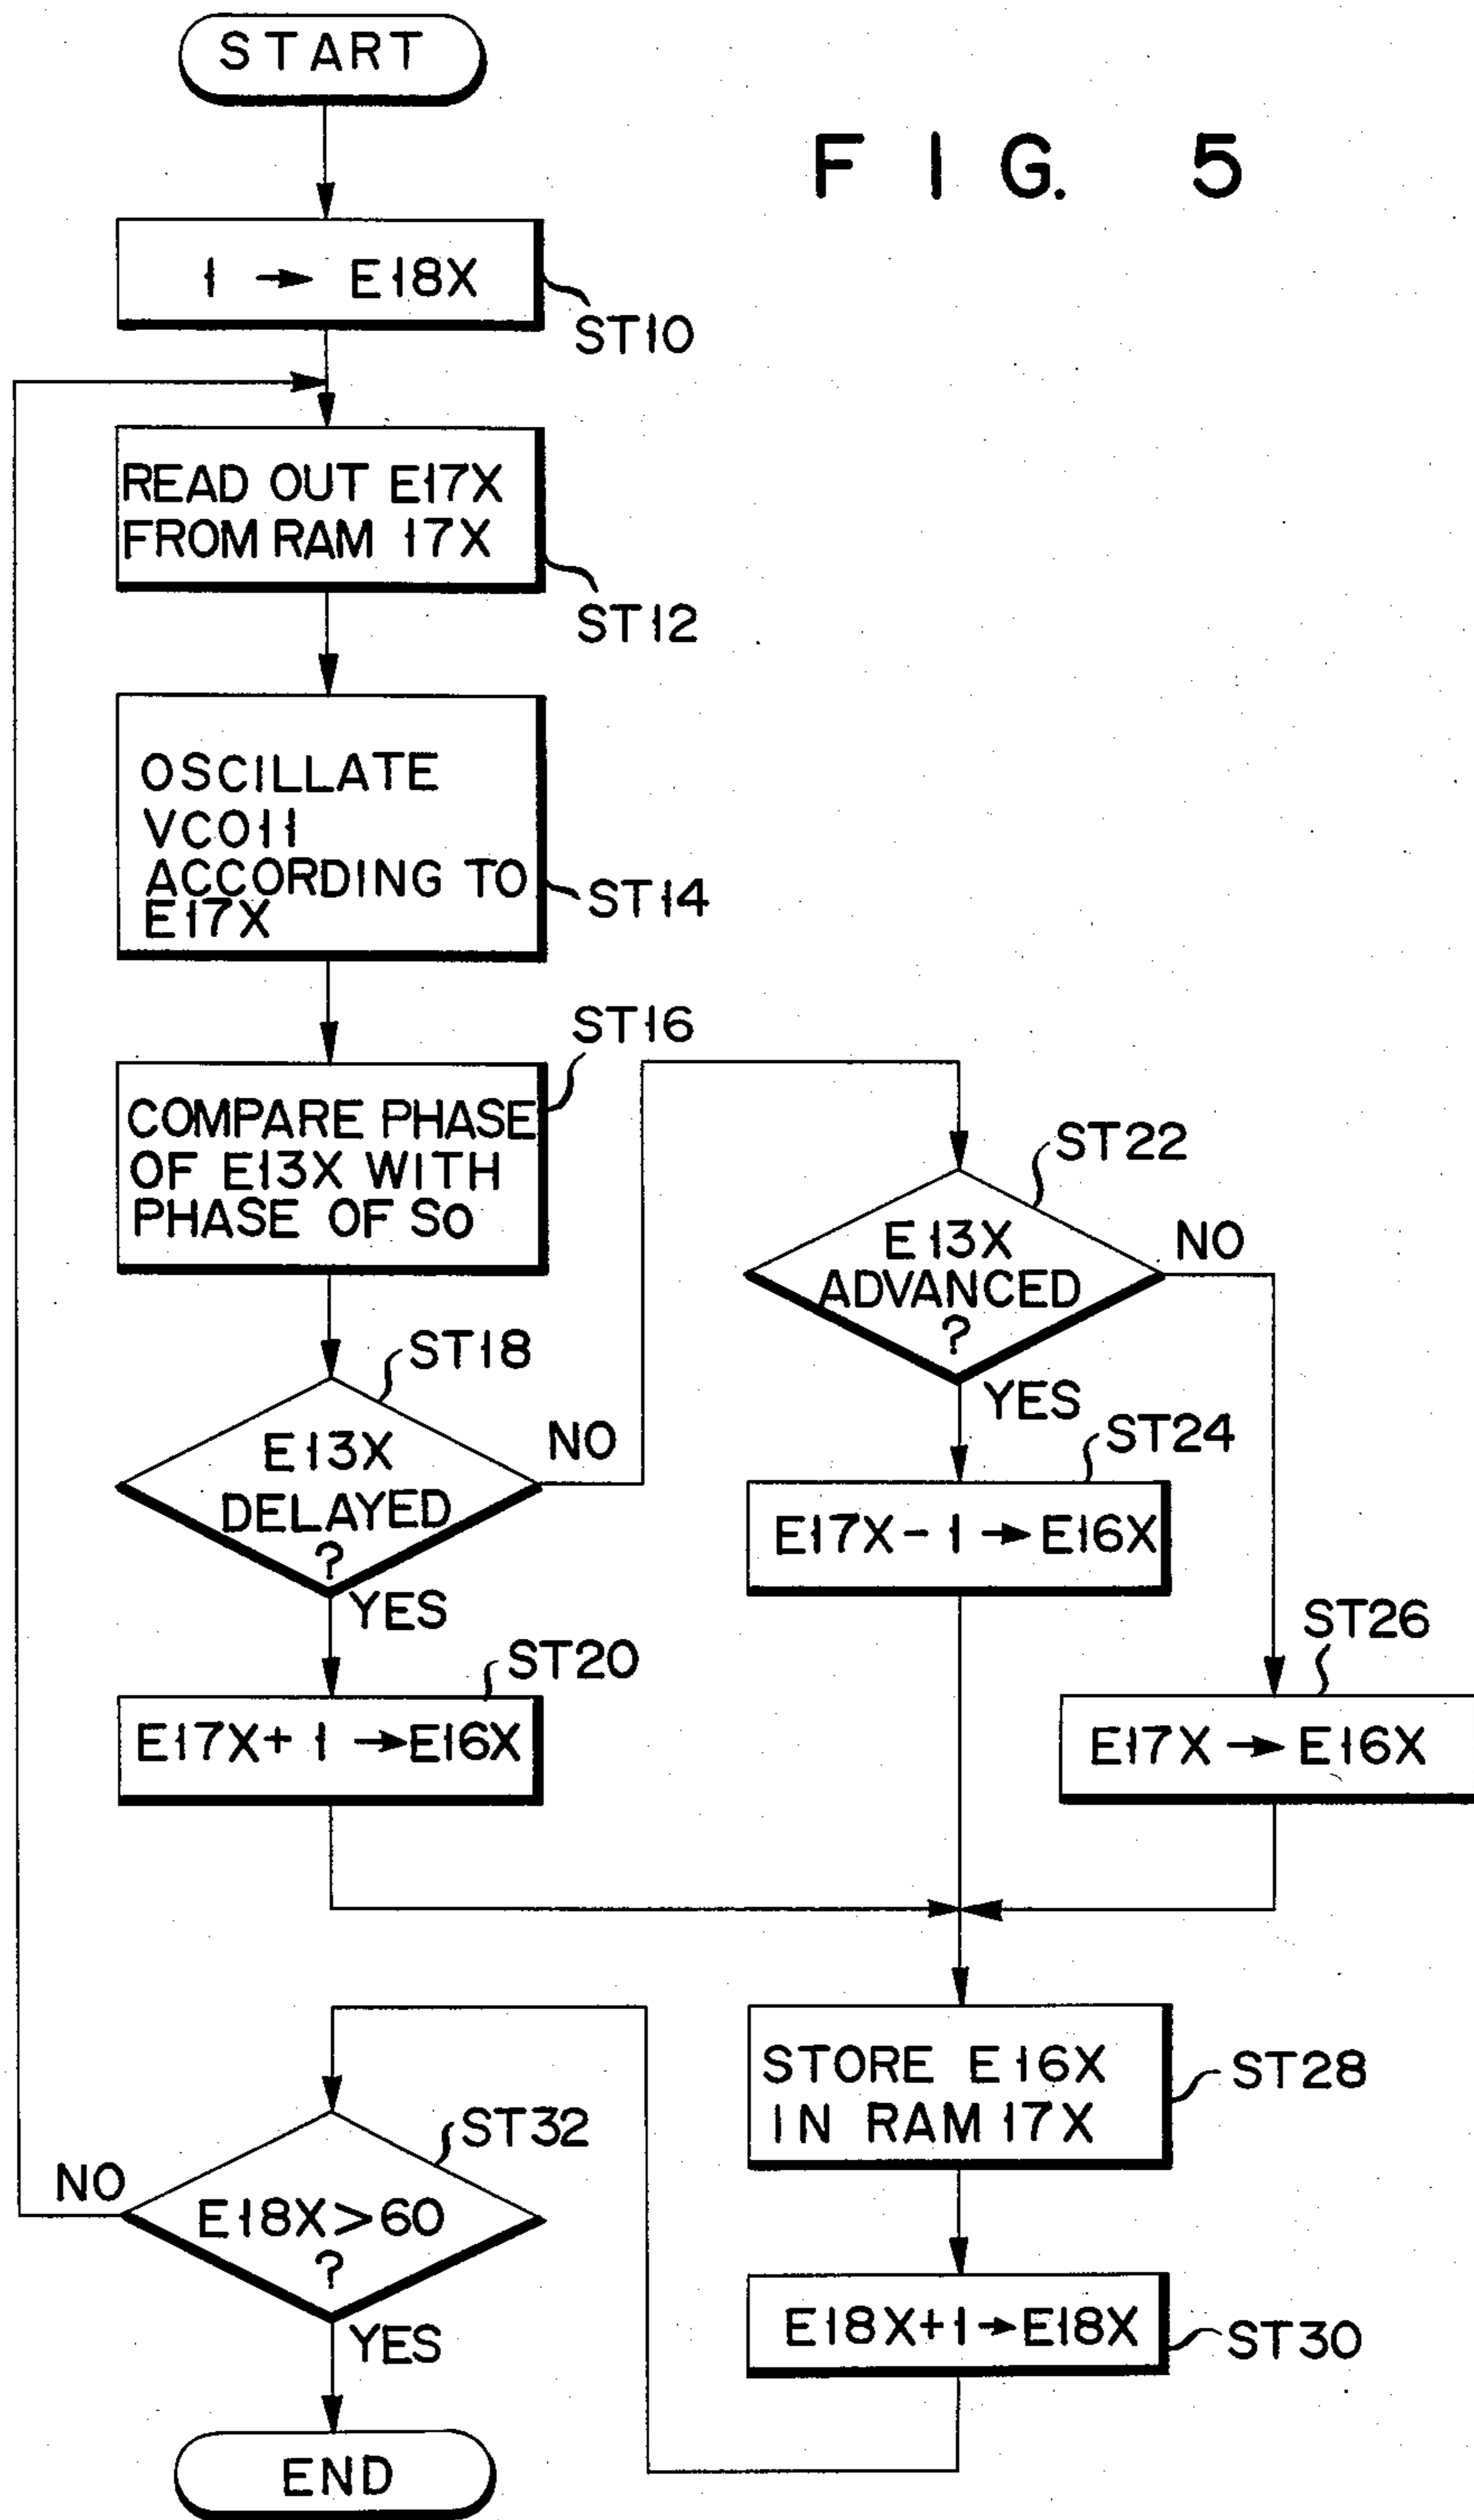 START
FIG. 5
1 → E18X
ST10
READ OUT E17X
FROM RAM 17X
ST12
OSCILLATE
VCO11
ACCORDING TO
E17X
ST14
ST16
COMPARE PHASE
OF E13X WITH
PHASE OF SO
ST22
E13X
ADVANCED
?
NO
YES
ST18
E13X
DELAYED
?
NO
YES
ST24
E17X - 1 → E16X
ST20
E17X + 1 → E16X
ST26
E17X → E16X
STORE E16X
IN RAM 17X
ST28
ST32
NO
E18X > 60
?
YES
E18X+1→E18X
ST30
END